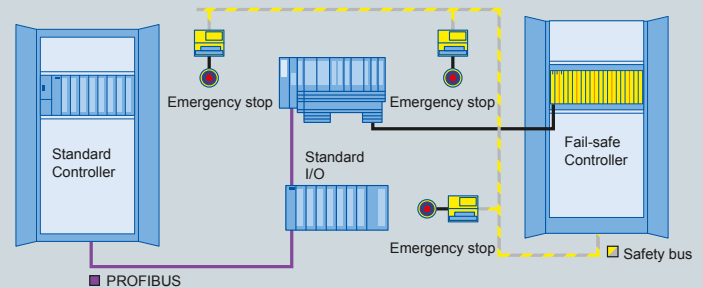 Emergency stop
Emergency stop
Standard
Controller
Standard
I/O
Fail-safe
Controller
Emergency stop
Safety bus
PROFIBUS